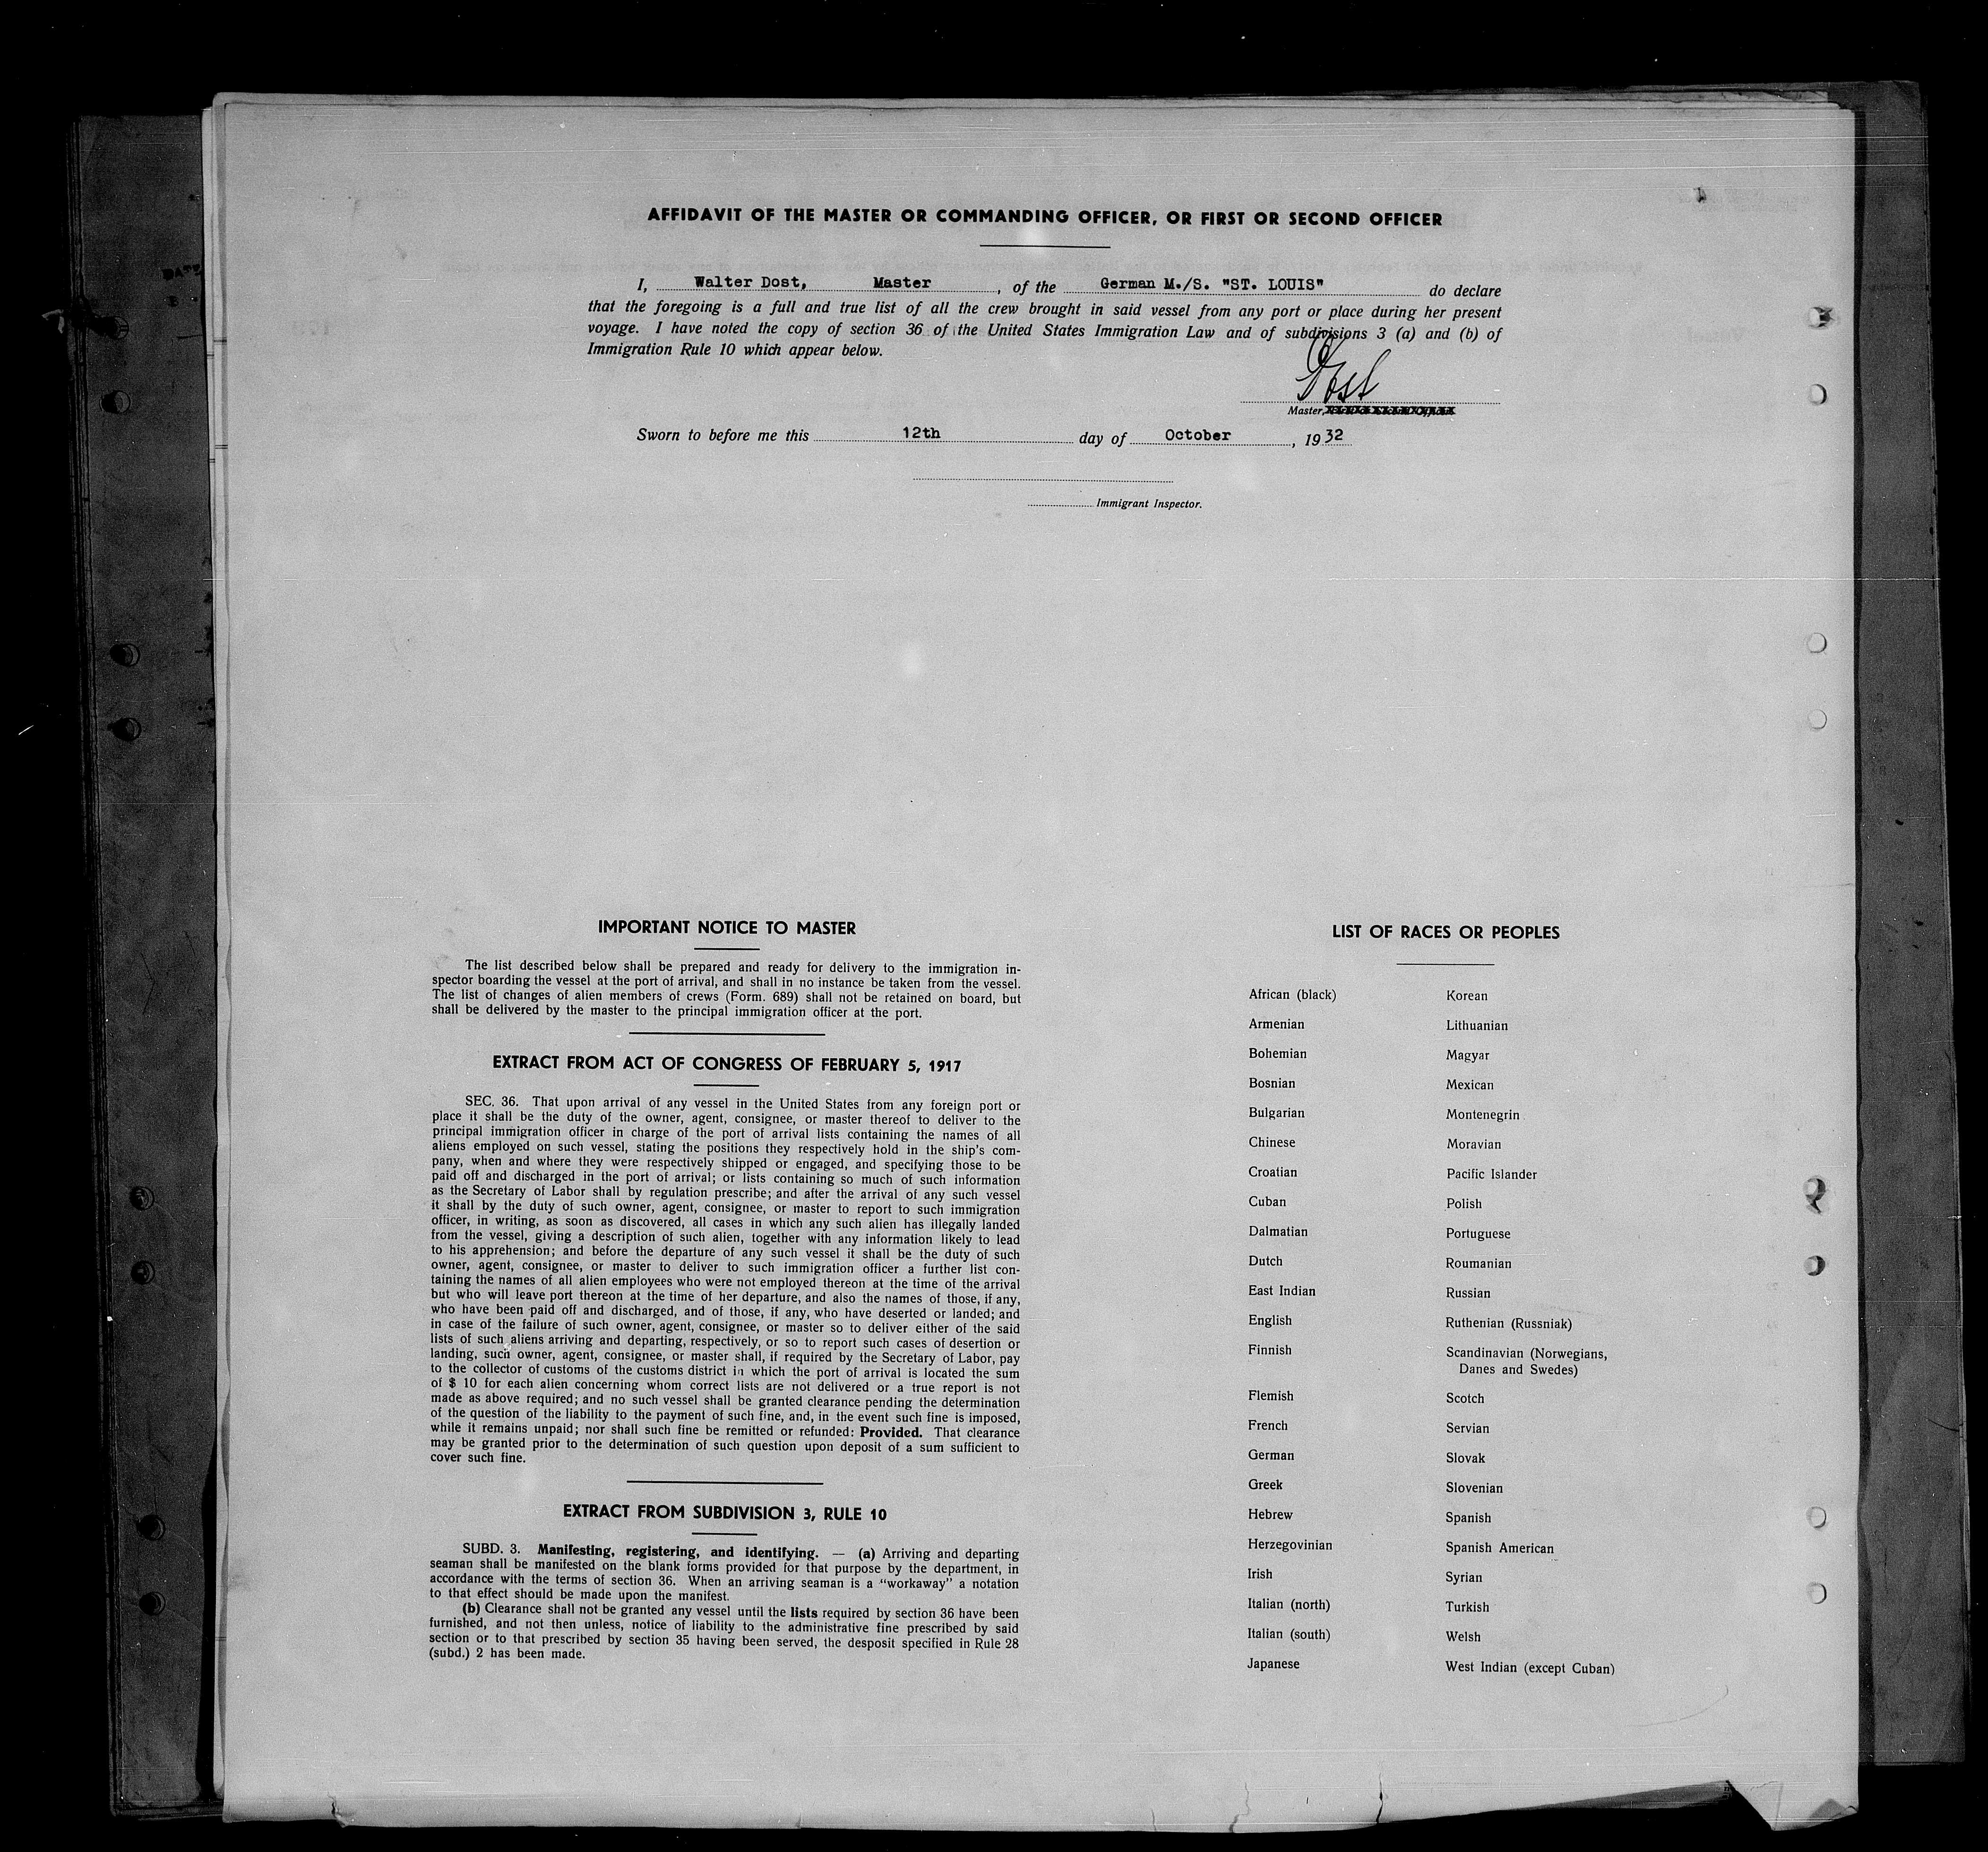 AFFIDAVIT OF THE MASTER OR COMMANDING OFFICER, OR FIRST OR SECOND OFFICER
I, Walter Dost, Master, of the German M./S. "ST. LOUIS" do declare
that the foregoing is a full and true list of all the crew brought in said vessel from any port or place during her present
voyage. I have noted the copy of section 36 of the United States Immigration Law and of subdivisions 3 (a) and (b) of
Immigration Rule 10 which appear below.
Dost
Master,
Sworn to before me this 12th day of October, 1932
Immigrant Inspector.
IMPORTANT NOTICE TO MASTER
The list described below shall be prepared and ready for delivery to the immigration in-
spector boarding the vessel at the port of arrival, and shall in no instance be taken from the vessel.
The list of changes of alien members of crews (Form. 689) shall not be retained on board, but
shall be delivered by the master to the principal immigration officer at the port.
EXTRACT FROM ACT OF CONGRESS OF FEBRUARY 5, 1917
SEC. 36. That upon arrival of any vessel in the United States from any foreign port or
place it shall be the duty of the owner, agent, consignee, or master thereof to deliver to the
principal immigration officer in charge of the port of arrival lists containing the names of all
aliens employed on such vessel, stating the positions they respectively hold in the ship's com-
pany, when and where they were respectively shipped or engaged, and specifying those to be
paid off and discharged in the port of arrival; or lists containing so much of such information
as the Secretary of Labor shall by regulation prescribe; and after the arrival of any such vessel
it shall by the duty of such owner, agent, consignee, or master to report to such immigration
officer, in writing, as soon as discovered, all cases in which any such alien has illegally landed
from the vessel, giving a description of such alien, together with any information likely to lead
to his apprehension; and before the departure of any such vessel it shall be the duty of such
owner, agent, consignee, or master to deliver to such immigration officer a further list con-
taining the names of all alien employees who were not employed thereon at the time of the arrival
but who will leave port thereon at the time of her departure, and also the names of those, if any,
who have been paid off and discharged, and of those, if any, who have deserted or landed; and
in case of the failure of such owner, agent, consignee, or master so to deliver either of the said
lists of such aliens arriving and departing, respectively, or so to report such cases of desertion or
landing, such owner, agent, consignee, or master shall, if required by the Secretary of Labor, pay
to the collector of customs of the customs district in which the port of arrival is located the sum
of $ 10 for each alien concerning whom correct lists are not delivered or a true report is not
made as above required; and no such vessel shall be granted clearance pending the determination
of the question of the liability to the payment of such fine, and, in the event such fine is imposed,
while it remains unpaid; nor shall such fine be remitted or refunded: Provided. That clearance
may be granted prior to the determination of such question upon deposit of a sum sufficient to
cover such fine.
EXTRACT FROM SUBDIVISION 3, RULE 10
SUBD. 3. Manifesting, registering, and identifying. — (a) Arriving and departing
seaman shall be manifested on the blank forms provided for that purpose by the department, in
accordance with the terms of section 36. When an arriving seaman is a "workaway" a notation
to that effect should be made upon the manifest.
(b) Clearance shall not be granted any vessel until the lists required by section 36 have been
furnished, and not then unless, notice of liability to the administrative fine prescribed by said
section or to that prescribed by section 35 having been served, the desposit specified in Rule 28
(subd.) 2 has been made.
LIST OF RACES OR PEOPLES
African (black)
Armenian
Bohemian
Bosnian
Bulgarian
Chinese
Croatian
Cuban
Dalmatian
Dutch
East Indian
English
Finnish
Flemish
French
German
Greek
Hebrew
Herzegovinian
Irish
Italian (north)
Italian (south)
Japanese
Korean
Lithuanian
Magyar
Mexican
Montenegrin
Moravian
Pacific Islander
Polish
Portuguese
Roumanian
Russian
Ruthenian (Russniak)
Scandinavian (Norwegians,
Danes and Swedes)
Scotch
Servian
Slovak
Slovenian
Spanish
Spanish American
Syrian
Turkish
Welsh
West Indian (except Cuban)